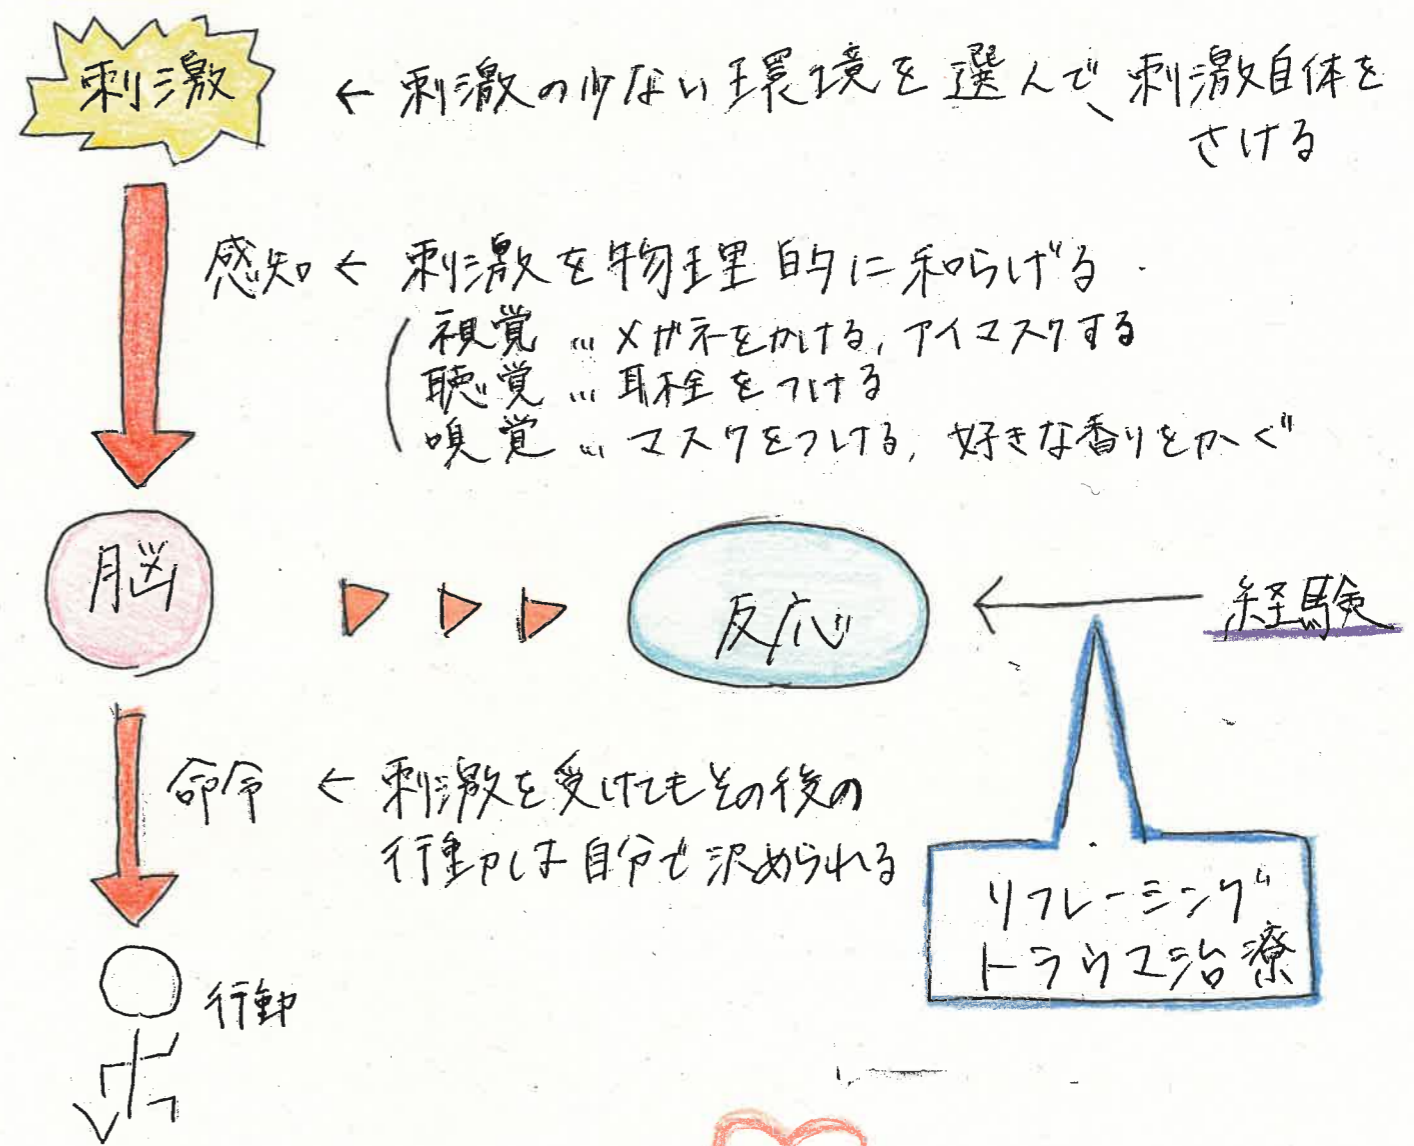 刺激
← 刺激の少ない環境を選んで、刺激自体を
さける
感知 ← 刺激を物理的に和らげる
視覚 … メガネをかける, アイマスクする
聴覚 … 耳栓をつける
嗅覚 … マスクをつける, 好きな香りをかぐ
脳
反応
← 経験
命令 ← 刺激を受けてもその後の
行動は自分で決められる
リフレーミング
トラウマ治療
行動